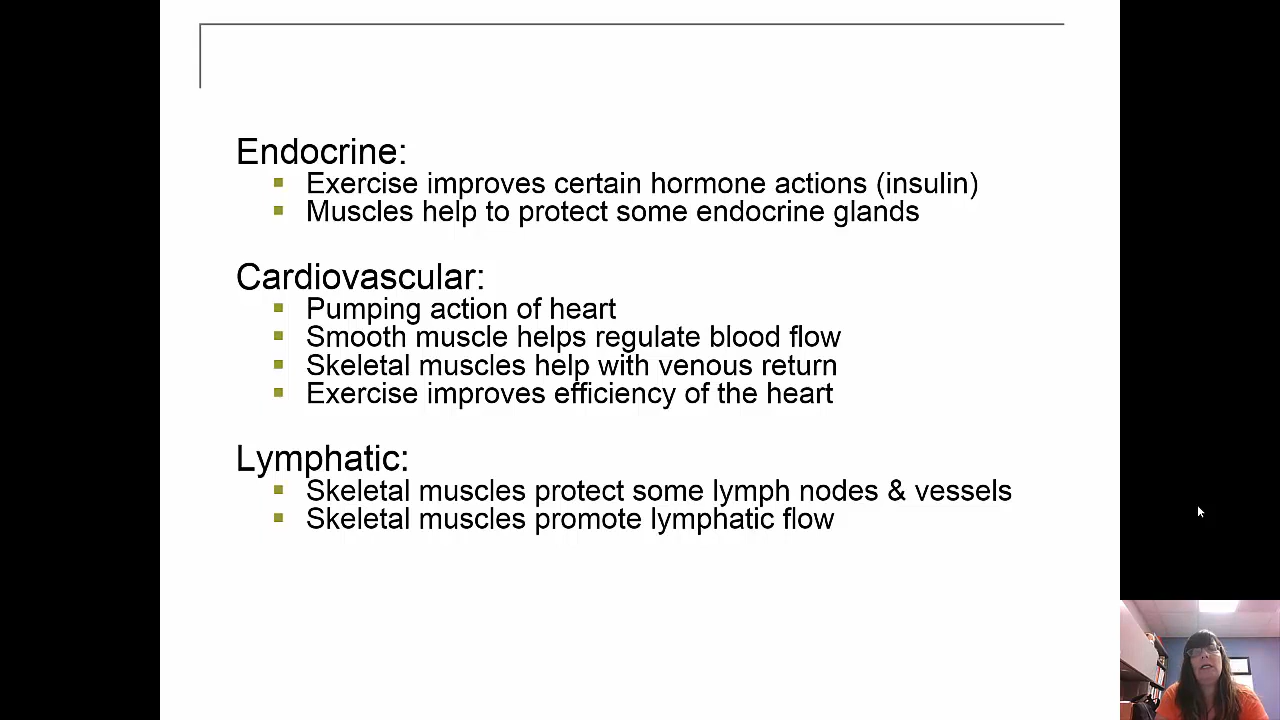 Endocrine:
Exercise improves certain hormone actions (insulin)
Muscles help to protect some endocrine glands
Cardiovascular:
Pumping action of heart
Smooth muscle helps regulate blood flow
Skeletal muscles help with venous return
Exercise improves efficiency of the heart
Lymphatic:
Skeletal muscles protect some lymph nodes & vessels
Skeletal muscles promote lymphatic flow